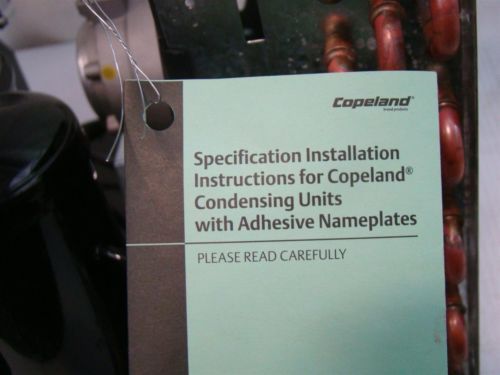 Copeland®
brand products
Specification Installation
Instructions for Copeland®
Condensing Units
with Adhesive Nameplates
PLEASE READ CAREFULLY